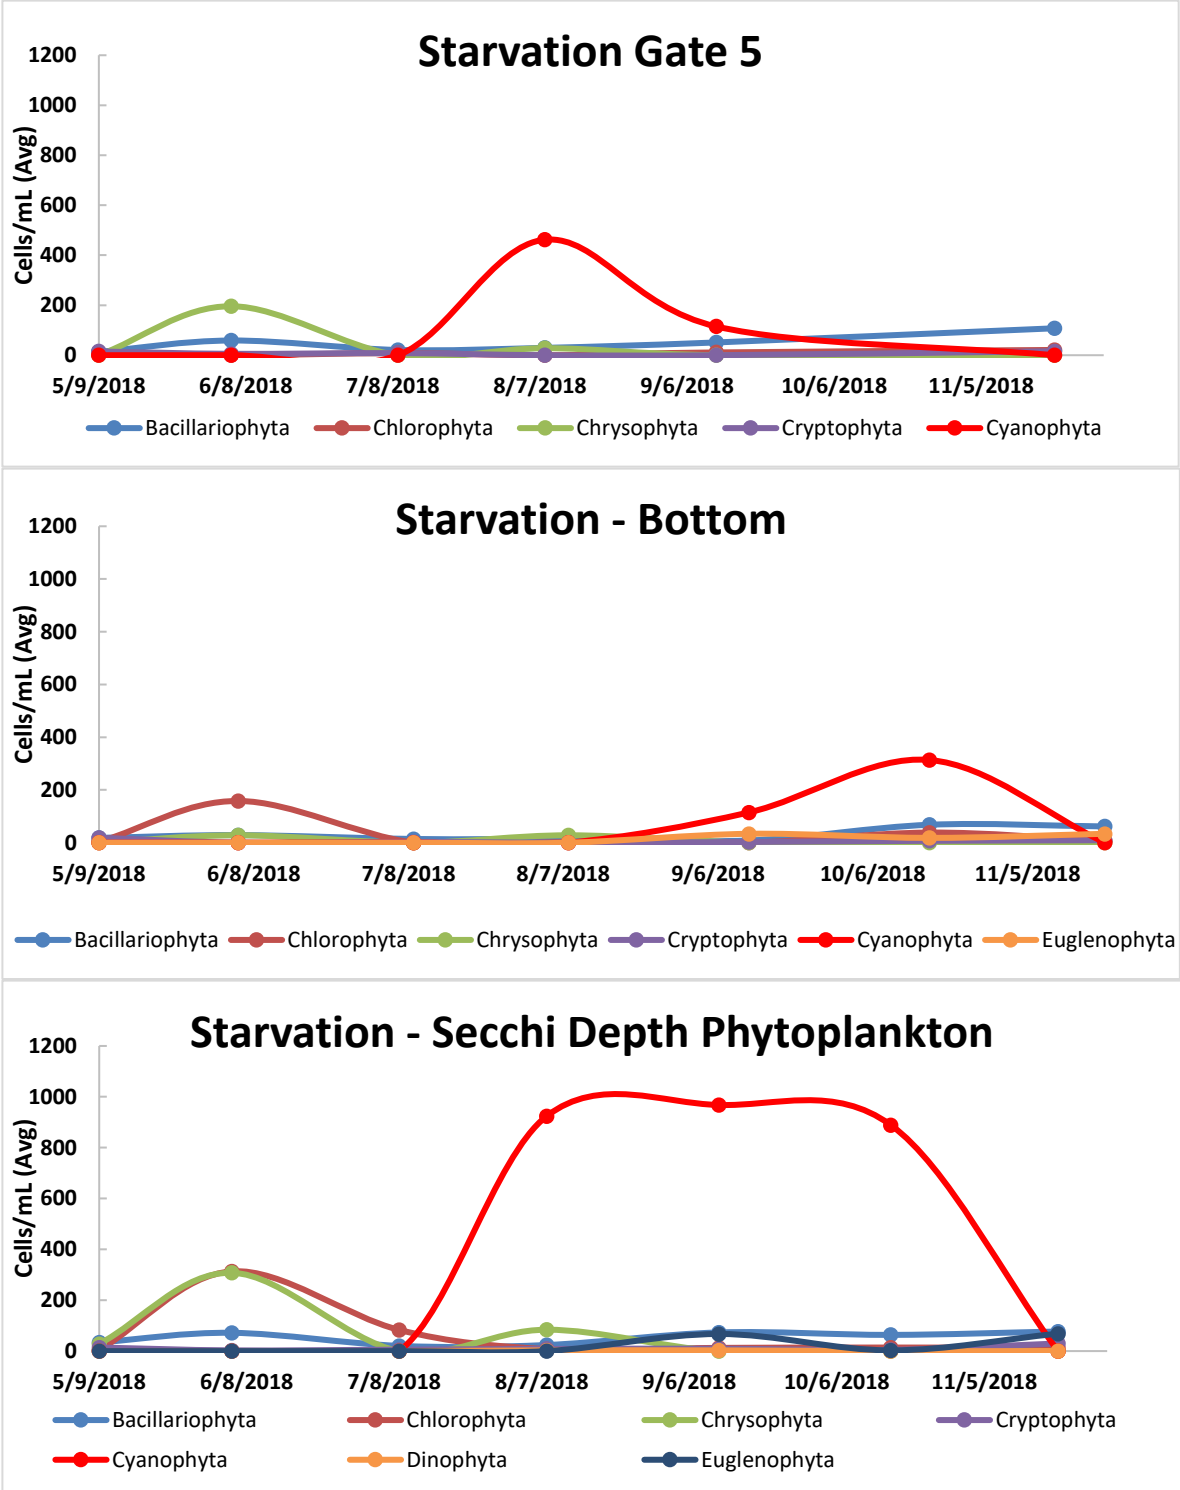 Starvation Gate 5
1200
1000
800
600
400
200
0
Cells/mL (Avg)
5/9/2018 6/8/2018 7/8/2018 8/7/2018 9/6/2018 10/6/2018 11/5/2018
Bacillariophyta Chlorophyta Chrysophyta Cryptophyta Cyanophyta
Starvation - Bottom
1200
1000
800
600
400
200
0
Cells/mL (Avg)
5/9/2018 6/8/2018 7/8/2018 8/7/2018 9/6/2018 10/6/2018 11/5/2018
Bacillariophyta Chlorophyta Chrysophyta Cryptophyta Cyanophyta Euglenophyta
Starvation - Secchi Depth Phytoplankton
1200
1000
800
600
400
200
0
Cells/mL (Avg)
5/9/2018 6/8/2018 7/8/2018 8/7/2018 9/6/2018 10/6/2018 11/5/2018
Bacillariophyta Chlorophyta Chrysophyta Cryptophyta
Cyanophyta Dinophyta Euglenophyta